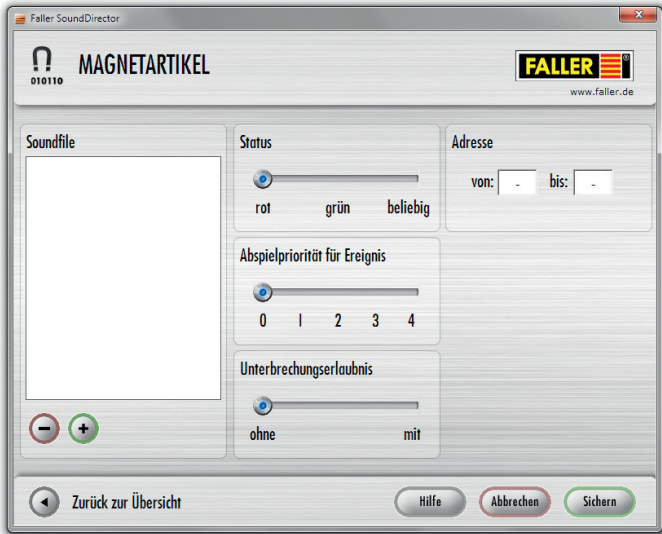 Faller SoundDirector
x
010110
MAGNETARTIKEL
FALLER ®
www.faller.de
Soundfile
Status
rot grün beliebig
Abspielpriorität für Ereignis
0 1 2 3 4
Unterbrechungserlaubnis
ohne mit
Adresse
von: - bis: -
- +
Zurück zur Übersicht
Hilfe
Abbrechen
Sichern